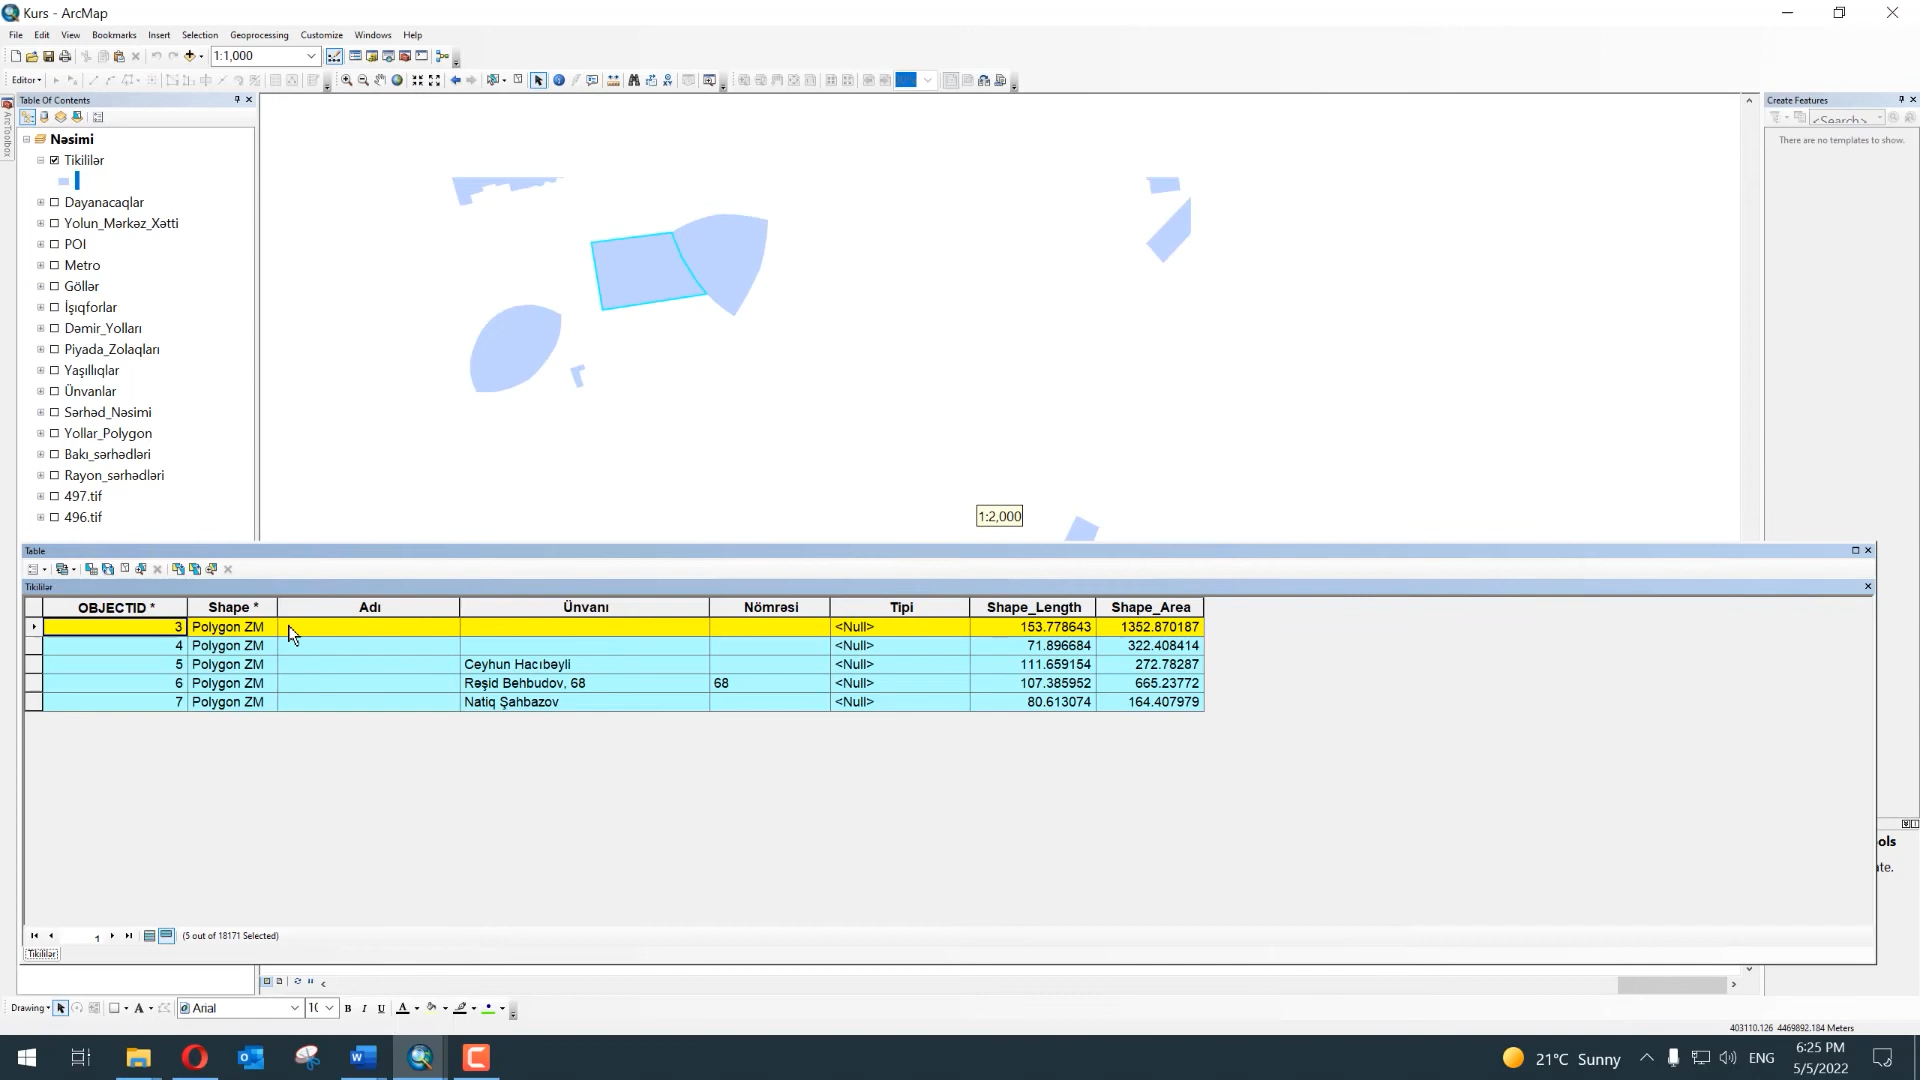 Kurs - ArcMap
File Edit View Bookmarks Insert Selection Geoprocessing Customize Windows Help
1:1,000
Editor
Table Of Contents
Create Features
<Search>
There are no templates to show.
ArcToolbox
Nəsimi
Tikililər
Dayanacaqlar
Yolun_Mərkəz_Xətti
POI
Metro
Göllər
İşıqforlar
Dəmir_Yolları
Piyada_Zolaqları
Yaşıllıqlar
Ünvanlar
Sərhəd_Nəsimi
Yollar_Polygon
Bakı_sərhədləri
Rayon_sərhədləri
497.tif
496.tif
1:2,000
Table
Tikililər
OBJECTID * Shape * Adı Ünvanı Nömrəsi Tipi Shape_Length Shape_Area
3 Polygon ZM <Null> 153.778643 1352.870187
4 Polygon ZM <Null> 71.896684 322.408414
5 Polygon ZM Ceyhun Hacıbəyli <Null> 111.659154 272.78287
6 Polygon ZM Rəşid Behbudov, 68 68 <Null> 107.385952 665.23772
7 Polygon ZM Natiq Şahbazov <Null> 80.613074 164.407979
ols
ate.
1 (5 out of 18171 Selected)
Tikililər
Drawing A Arial 10 B I U A
403110.126 4469892.184 Meters
21°C Sunny ENG 6:25 PM
5/5/2022